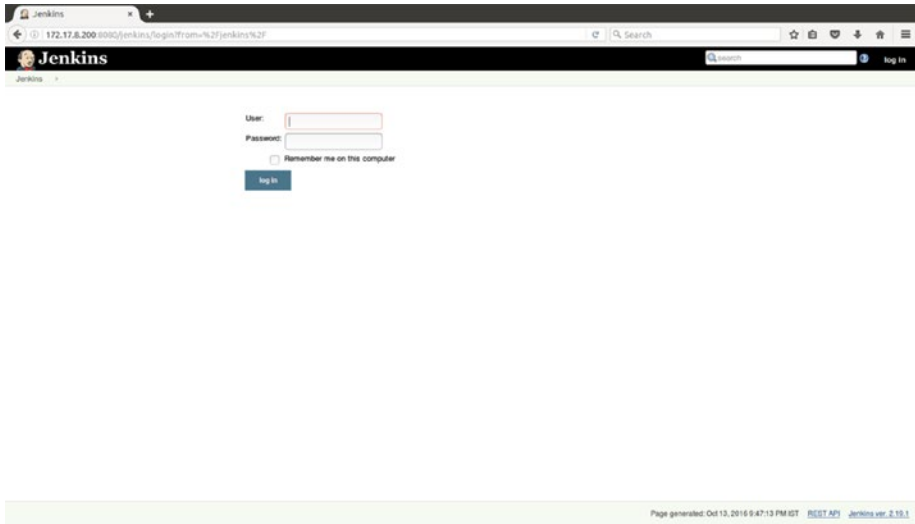 Jenkins
172.17.8.200:8080/jenkins/login?from=%2Fjenkins%2F
Search
Jenkins
search
log in
Jenkins
User:
Password:
Remember me on this computer
log in
Page generated: Oct 13, 2016 9:47:13 PM IST REST API Jenkins ver. 2.19.1